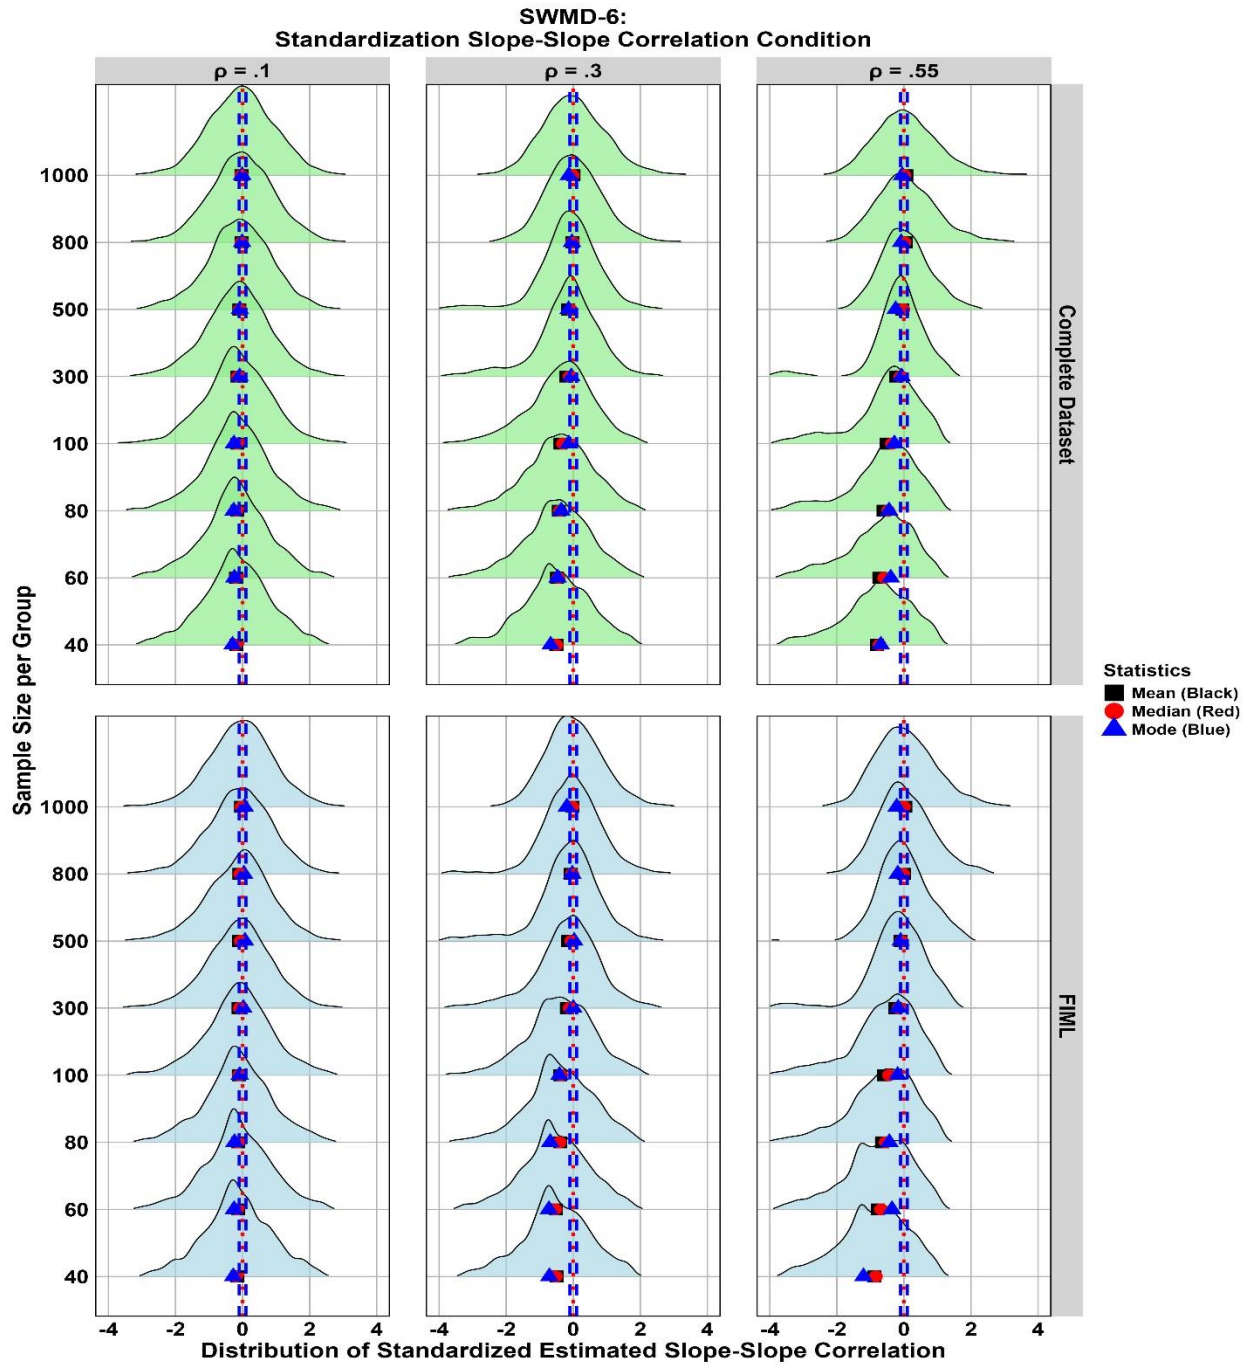 SWMD-6:
Standardization Slope-Slope Correlation Condition
ρ = .1
ρ = .3
ρ = .55
Sample Size per Group
1000
800
500
300
100
80
60
40
Complete Dataset
1000
800
500
300
100
80
60
40
FIML
Statistics
Mean (Black)
Median (Red)
Mode (Blue)
-4 -2 0 2 4
-4 -2 0 2 4
-4 -2 0 2 4
Distribution of Standardized Estimated Slope-Slope Correlation